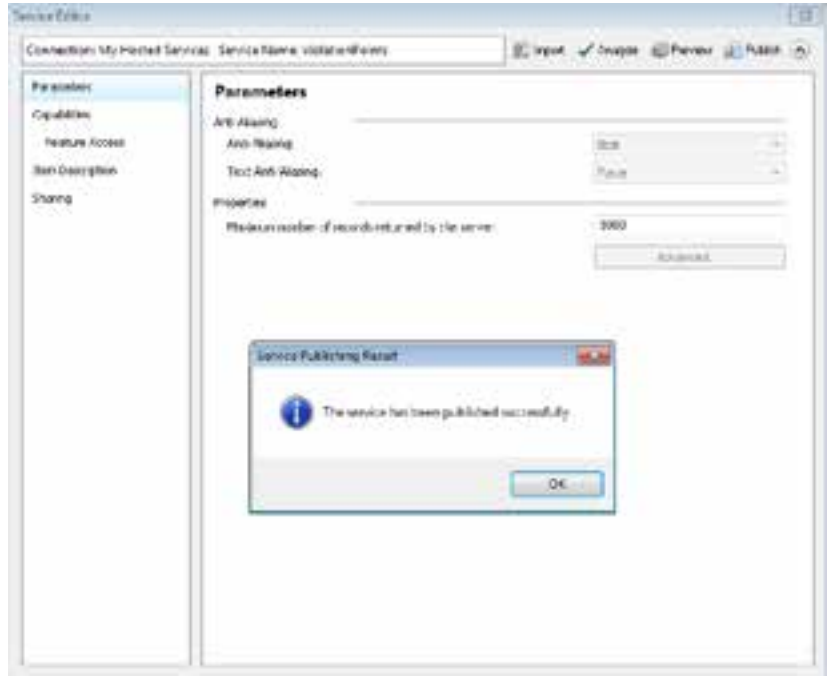 Service Editor
Connection: My Hosted Services Service Name: ViolationPoints
Import Analyze Preview Publish
Parameters
Capabilities
Feature Access
Item Description
Sharing
Parameters
Anti-Aliasing
Anti-Aliasing:
Text Anti-Aliasing:
Properties
Maximum number of records returned by the server:
Advanced
Service Publishing Result
The service has been published successfully
OK